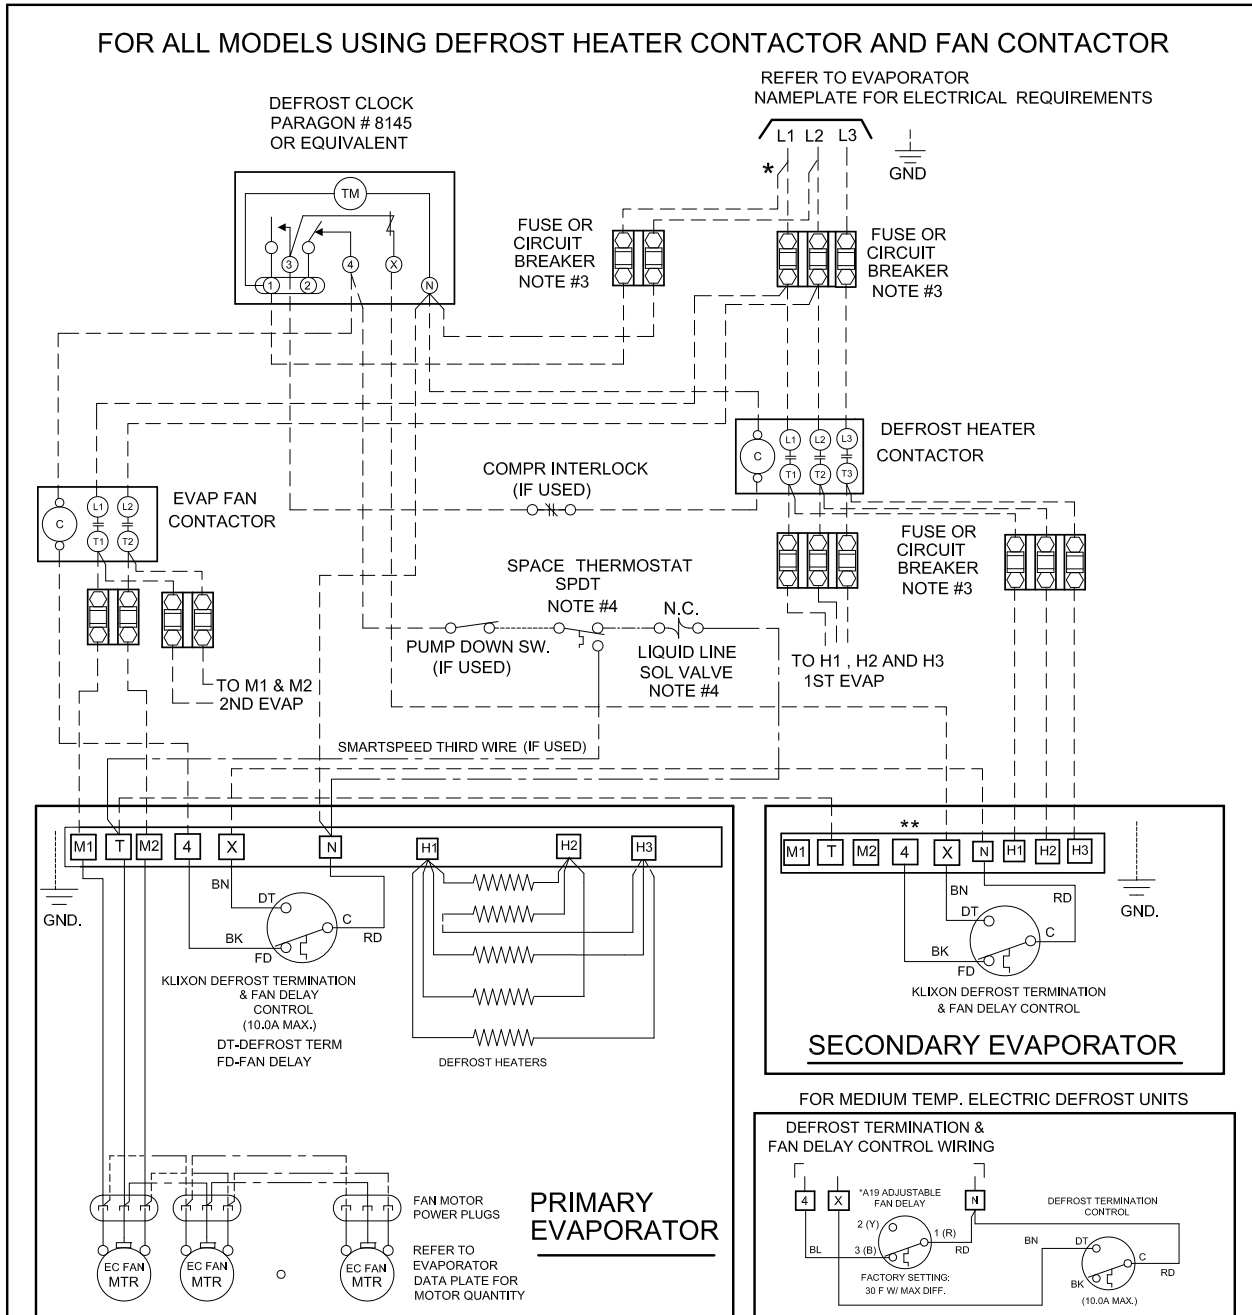 FOR ALL MODELS USING DEFROST HEATER CONTACTOR AND FAN CONTACTOR
REFER TO EVAPORATOR
NAMEPLATE FOR ELECTRICAL REQUIREMENTS
DEFROST CLOCK
PARAGON # 8145
OR EQUIVALENT
L1 L2 L3
*
GND
TM
3 4 X
1 2 N
FUSE OR
CIRCUIT
BREAKER
NOTE #3
FUSE OR
CIRCUIT
BREAKER
NOTE #3
DEFROST HEATER
CONTACTOR
C L1 L2 L3
T1 T2 T3
COMPR INTERLOCK
(IF USED)
EVAP FAN
CONTACTOR
C L1 L2
T1 T2
FUSE OR
CIRCUIT
BREAKER
NOTE #3
SPACE THERMOSTAT
SPDT
NOTE #4
N.C.
PUMP DOWN SW.
(IF USED)
LIQUID LINE
SOL VALVE
NOTE #4
TO H1 , H2 AND H3
1ST EVAP
TO M1 & M2
2ND EVAP
SMARTSPEED THIRD WIRE (IF USED)
M1 T M2 4 X N H1 H2 H3
GND.
BN
DT
C
BK
RD
FD
KLIXON DEFROST TERMINATION
& FAN DELAY
CONTROL
(10.0A MAX.)
DT-DEFROST TERM
FD-FAN DELAY
DEFROST HEATERS
**
M1 T M2 4 X N H1 H2 H3
GND.
BN
RD
DT
C
BK
FD
KLIXON DEFROST TERMINATION
& FAN DELAY CONTROL
SECONDARY EVAPORATOR
FAN MOTOR
POWER PLUGS
PRIMARY
EVAPORATOR
REFER TO
EVAPORATOR
DATA PLATE FOR
MOTOR QUANTITY
EC FAN
MTR
EC FAN
MTR
EC FAN
MTR
FOR MEDIUM TEMP. ELECTRIC DEFROST UNITS
DEFROST TERMINATION &
FAN DELAY CONTROL WIRING
4 X N
*A19 ADJUSTABLE
FAN DELAY
2 (Y)
1 (R)
3 (B)
BL
RD
FACTORY SETTING:
30 F W/ MAX DIFF.
DEFROST TERMINATION
CONTROL
BN
DT
C
RD
BK
(10.0A MAX.)